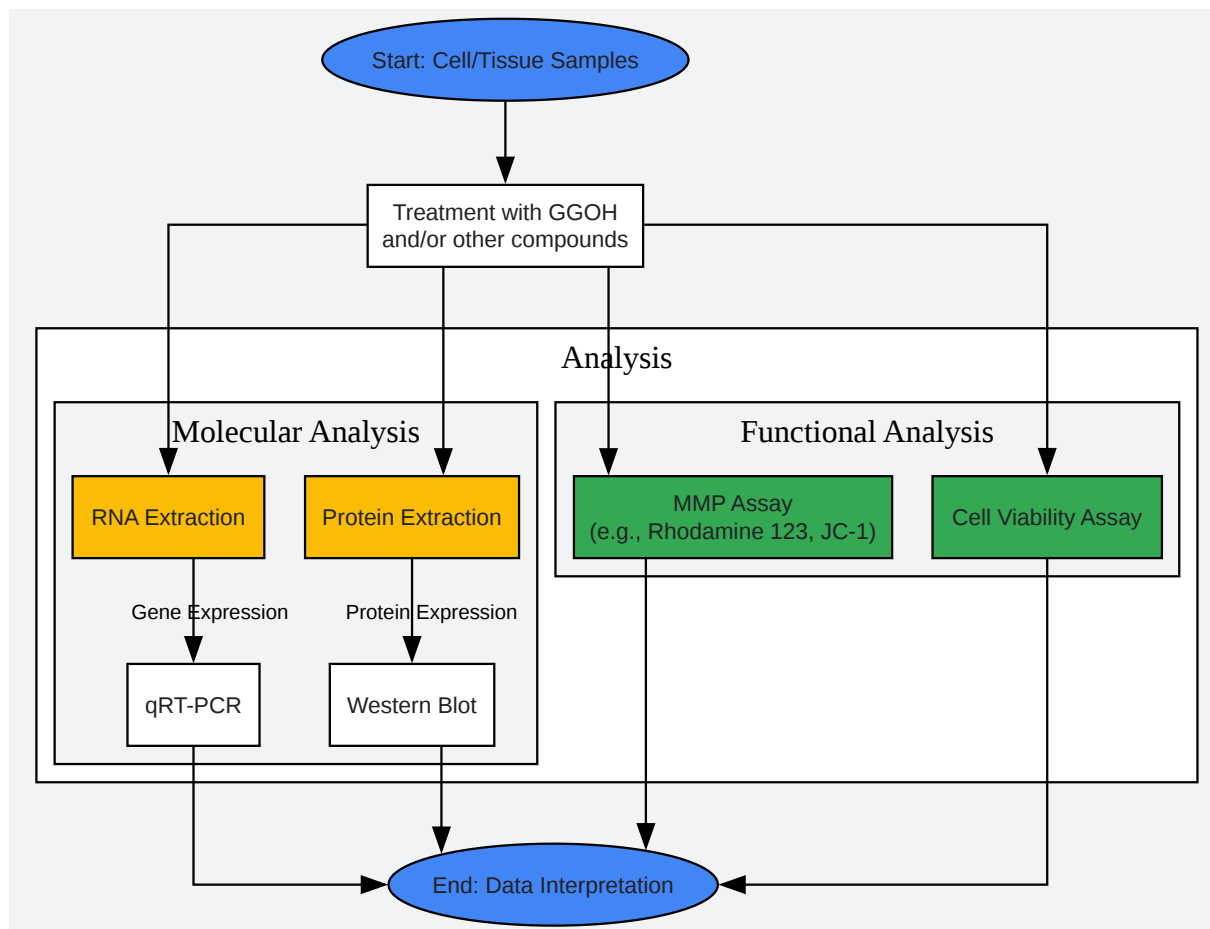 Start: Cell/Tissue Samples
Treatment with GGOH
and/or other compounds
Analysis
Molecular Analysis
Functional Analysis
RNA Extraction
Protein Extraction
MMP Assay
(e.g., Rhodamine 123, JC-1)
Cell Viability Assay
Gene Expression
Protein Expression
qRT-PCR
Western Blot
End: Data Interpretation